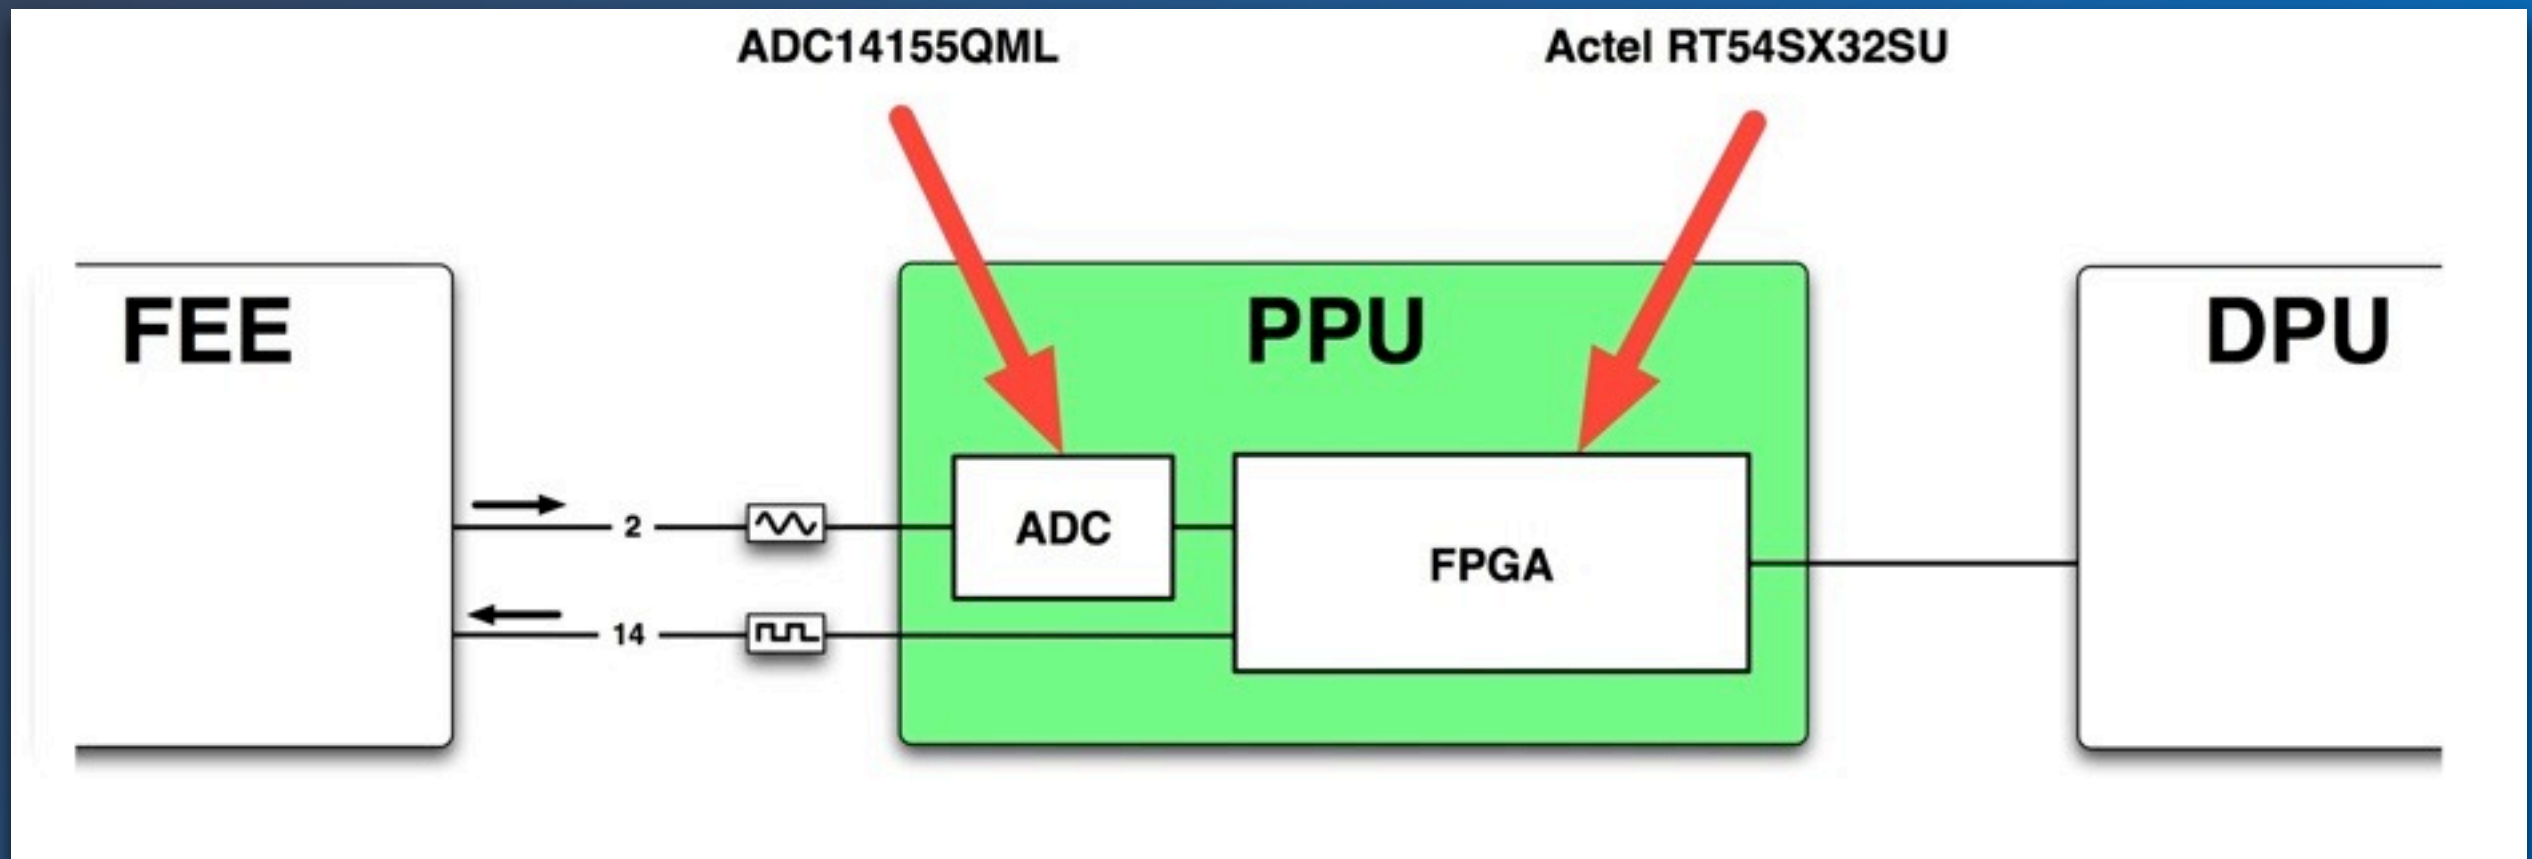 ADC14155QML
Actel RT54SX32SU
FEE
PPU
DPU
2
ADC
FPGA
14